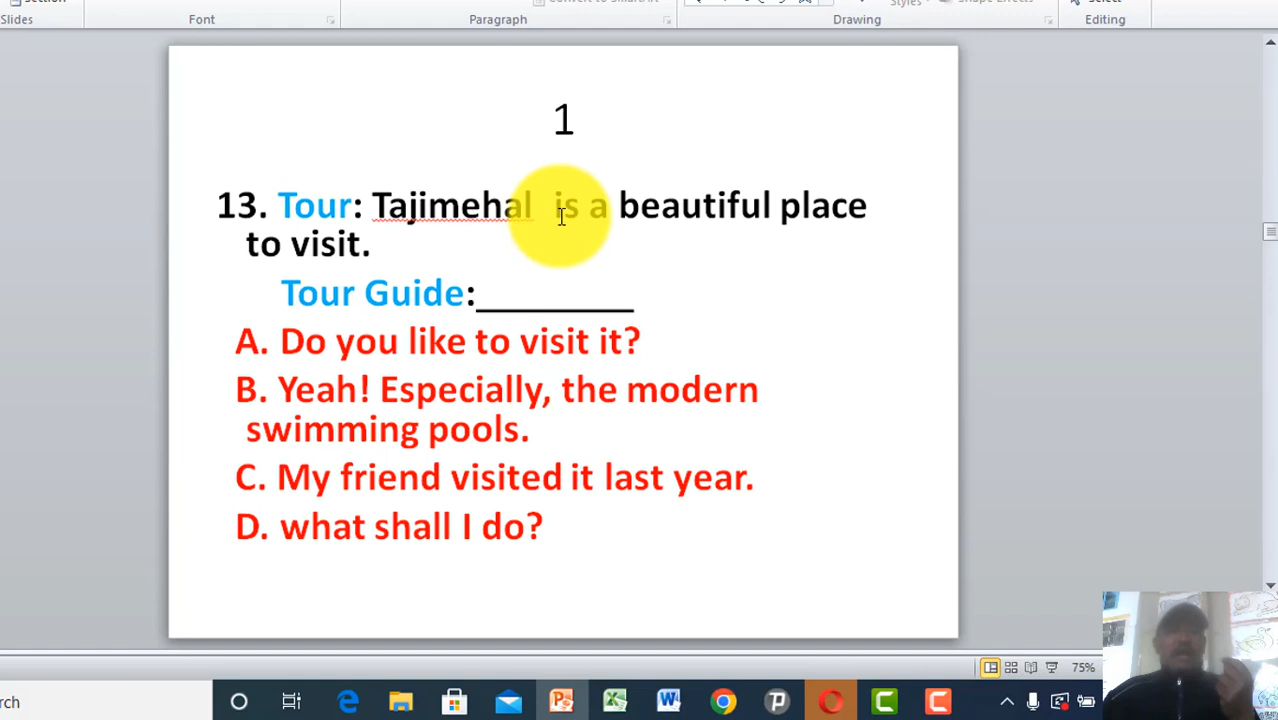 Slides
Font
Paragraph
Drawing
Editing
1
13. Tour: Tajimehal is a beautiful place
to visit.
Tour Guide:_________
A. Do you like to visit it?
B. Yeah! Especially, the modern
swimming pools.
C. My friend visited it last year.
D. what shall I do?
75%
rch